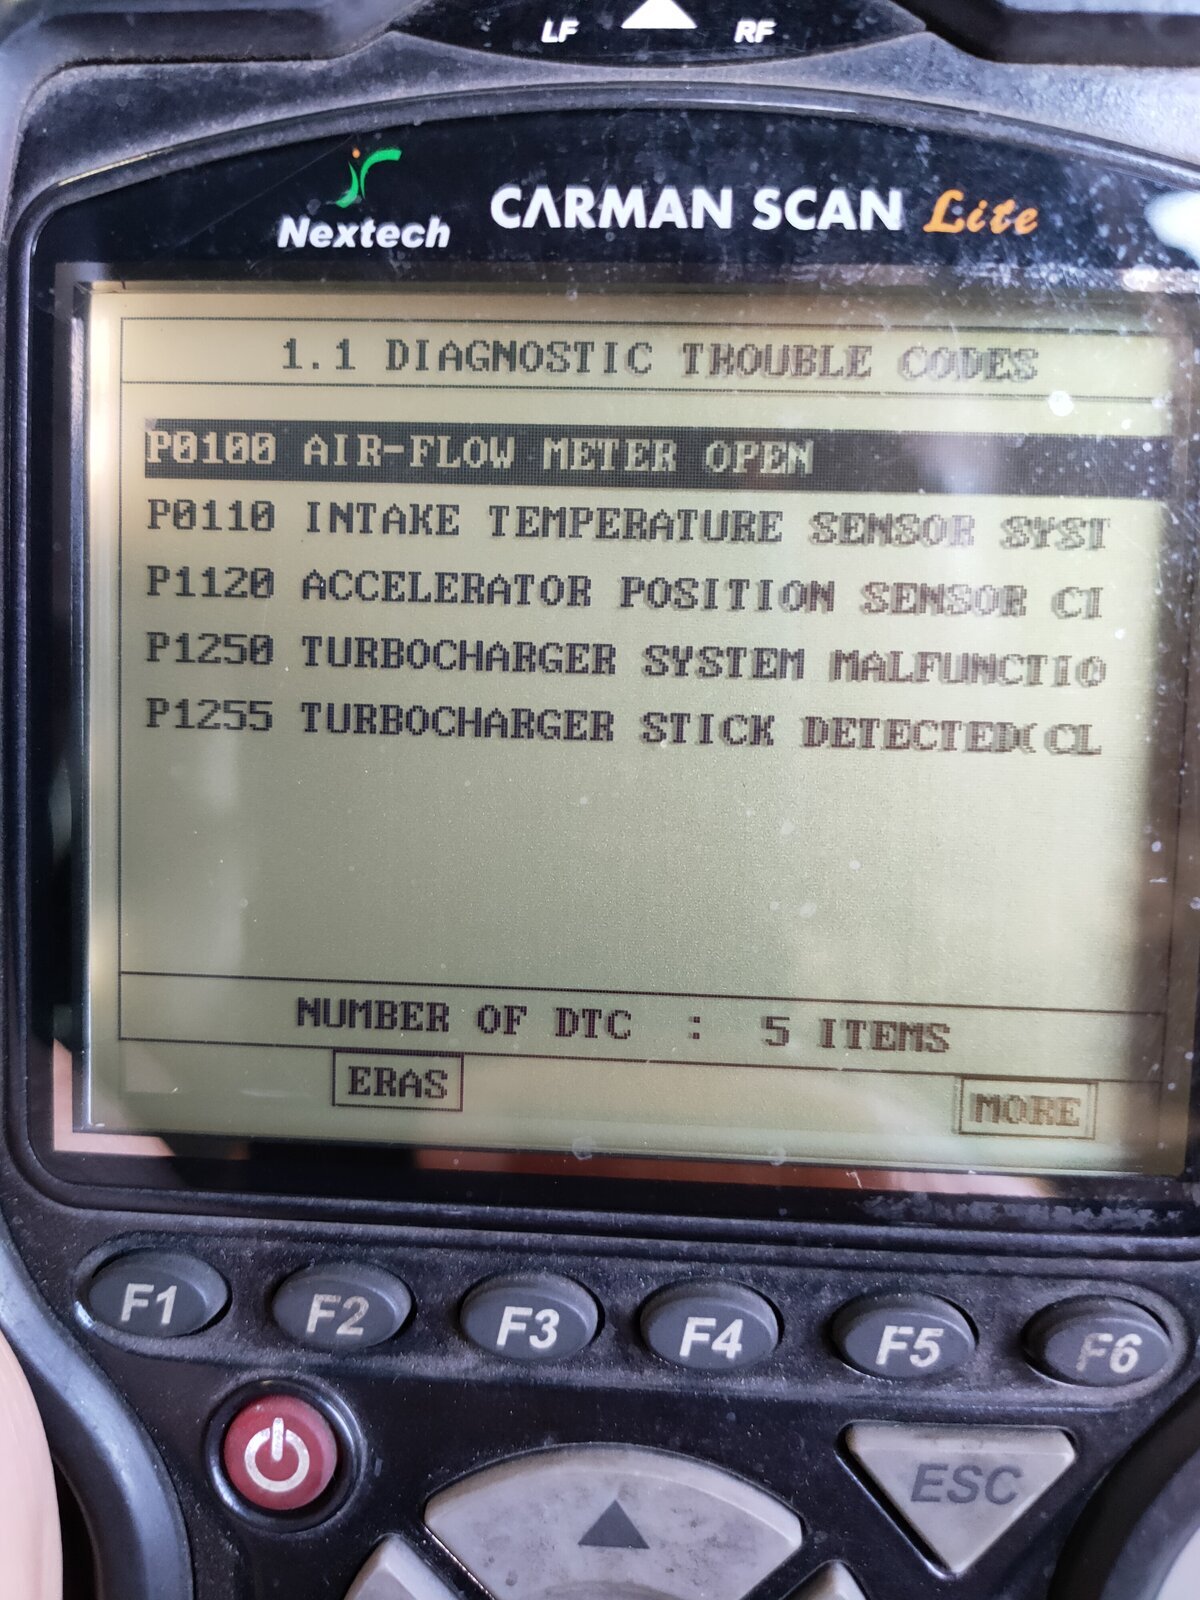 LF RF
Nextech CARMAN SCAN Lite
1.1 DIAGNOSTIC TROUBLE CODES
P0100 AIR-FLOW METER OPEN
P0110 INTAKE TEMPERATURE SENSOR SYST
P1120 ACCELERATOR POSITION SENSOR CI
P1250 TURBOCHARGER SYSTEM MALFUNCTIO
P1255 TURBOCHARGER STICK DETECTED(CL
NUMBER OF DTC : 5 ITEMS
ERAS MORE
F1 F2 F3 F4 F5 F6
ESC